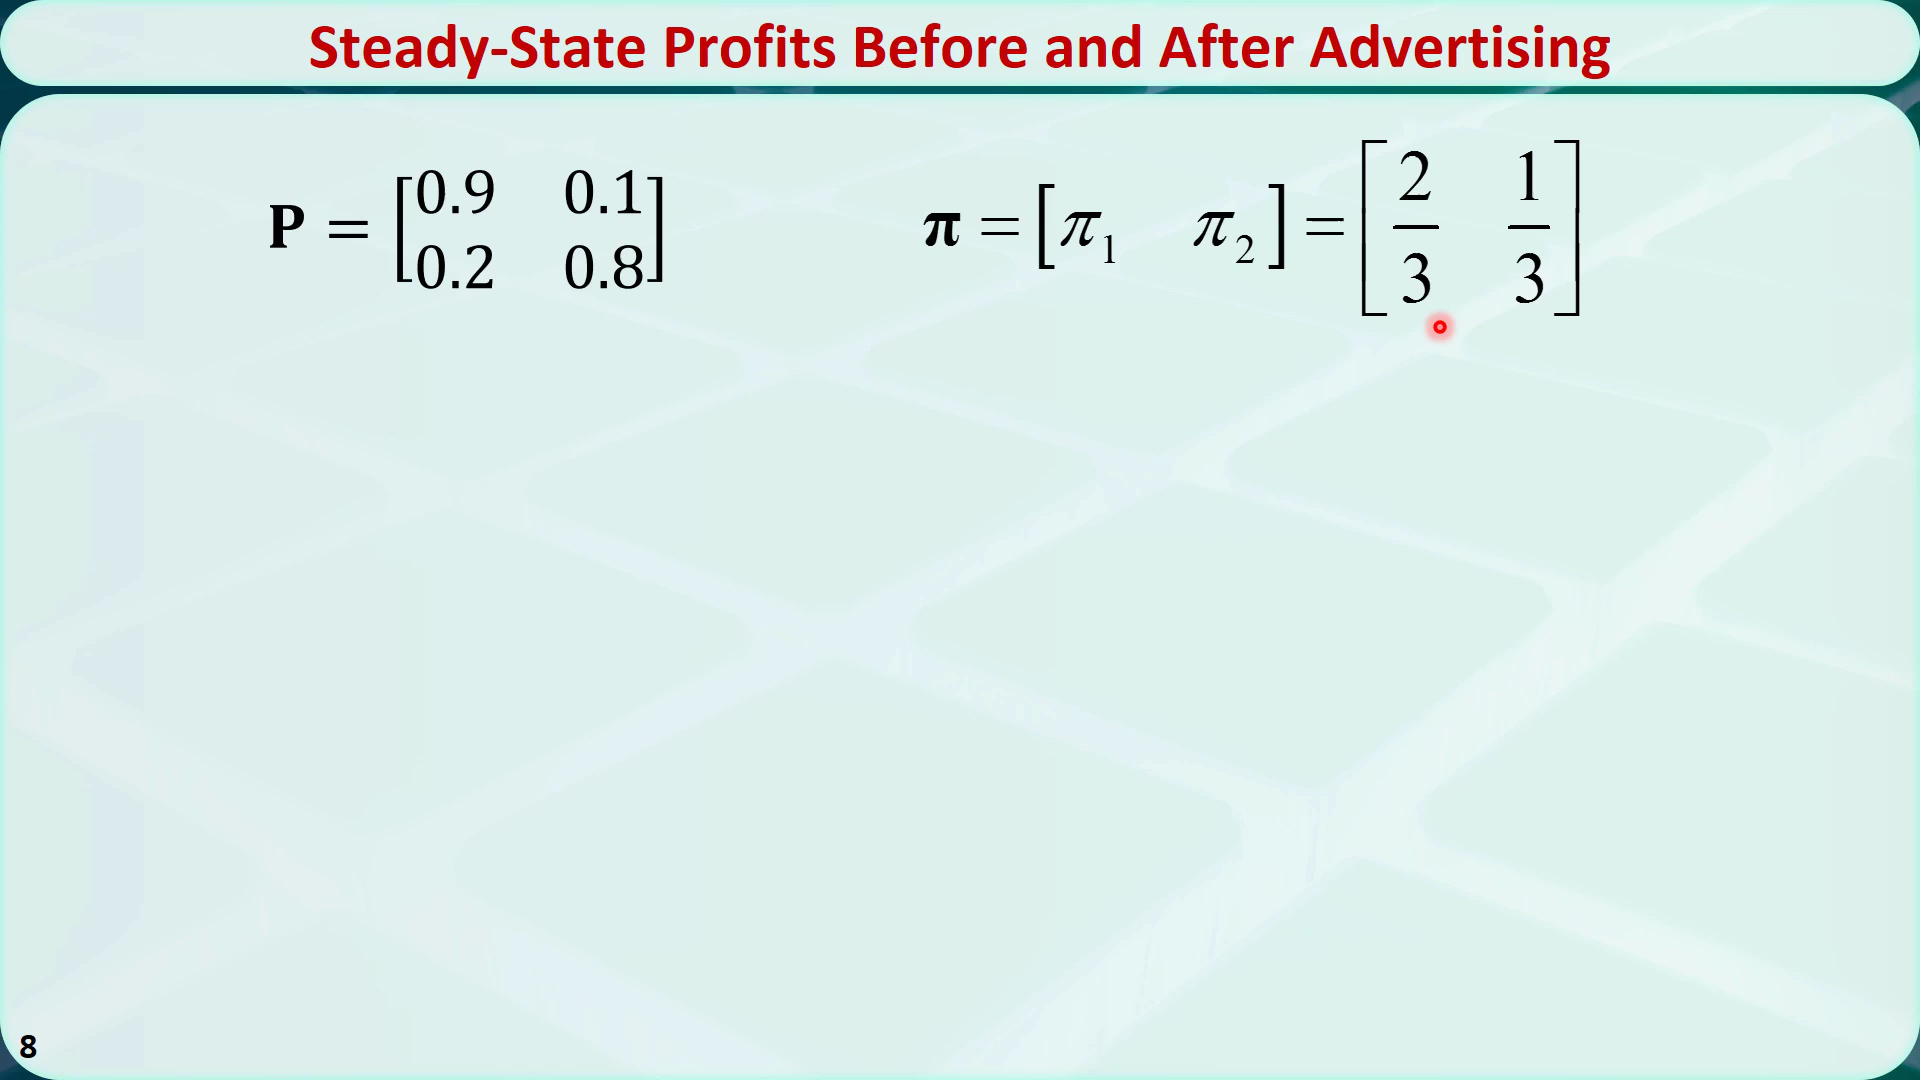 Steady-State Profits Before and After Advertising
P = [0.9 0.1
0.2 0.8]
π = [π₁ π₂] = [2/3 1/3]
8